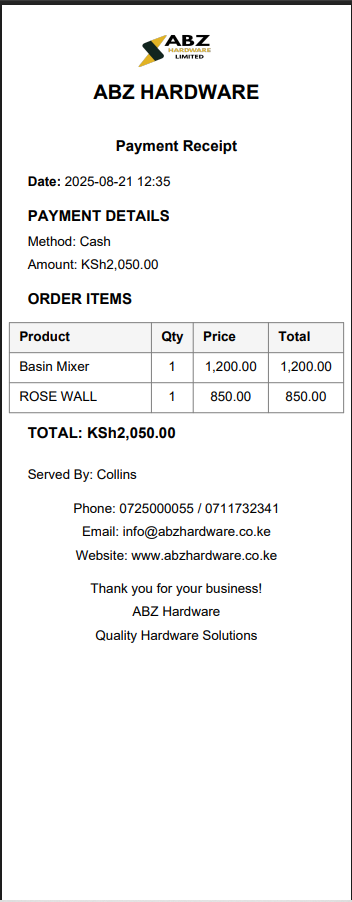 ABZ
HARDWARE
LIMITED
ABZ HARDWARE
Payment Receipt
Date: 2025-08-21 12:35
PAYMENT DETAILS
Method: Cash
Amount: KSh2,050.00
ORDER ITEMS
Product Qty Price Total
Basin Mixer 1 1,200.00 1,200.00
ROSE WALL 1 850.00 850.00
TOTAL: KSh2,050.00
Served By: Collins
Phone: 0725000055 / 0711732341
Email: info@abzhardware.co.ke
Website: www.abzhardware.co.ke
Thank you for your business!
ABZ Hardware
Quality Hardware Solutions